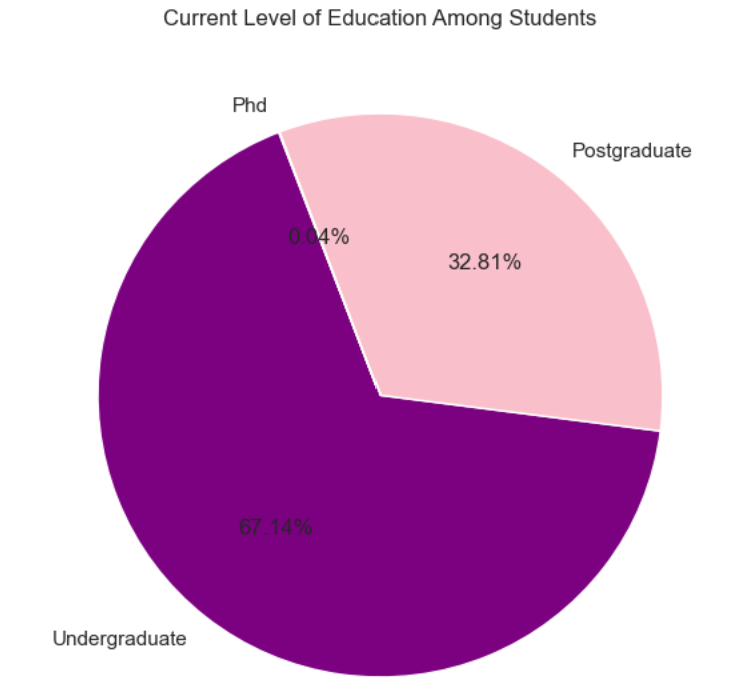 Current Level of Education Among Students
Phd
Postgraduate
0.04%
32.81%
67.14%
Undergraduate